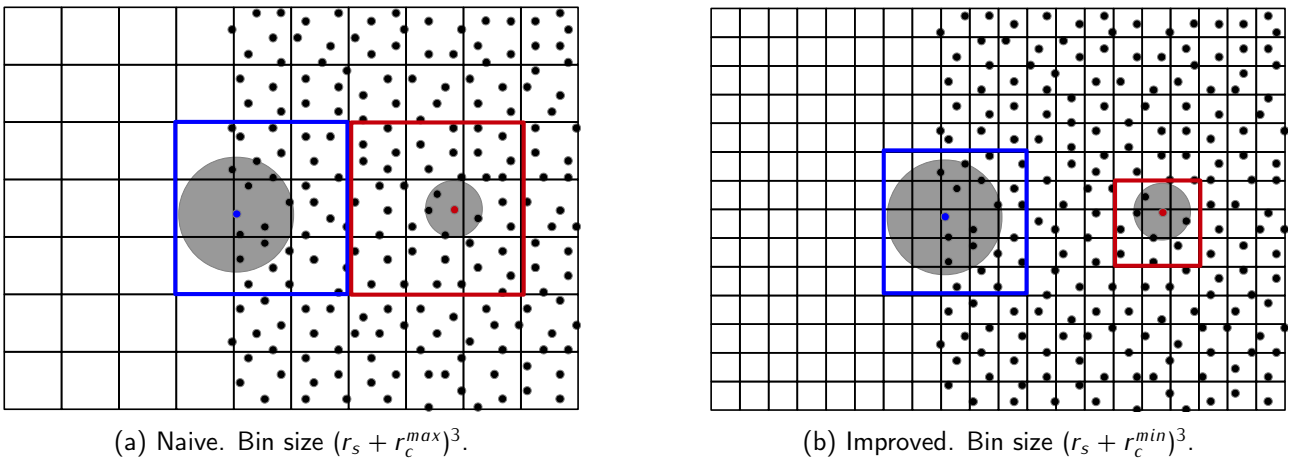 (a) Naive. Bin size $(r_s + r_c^{max})^3$.
(b) Improved. Bin size $(r_s + r_c^{min})^3$.